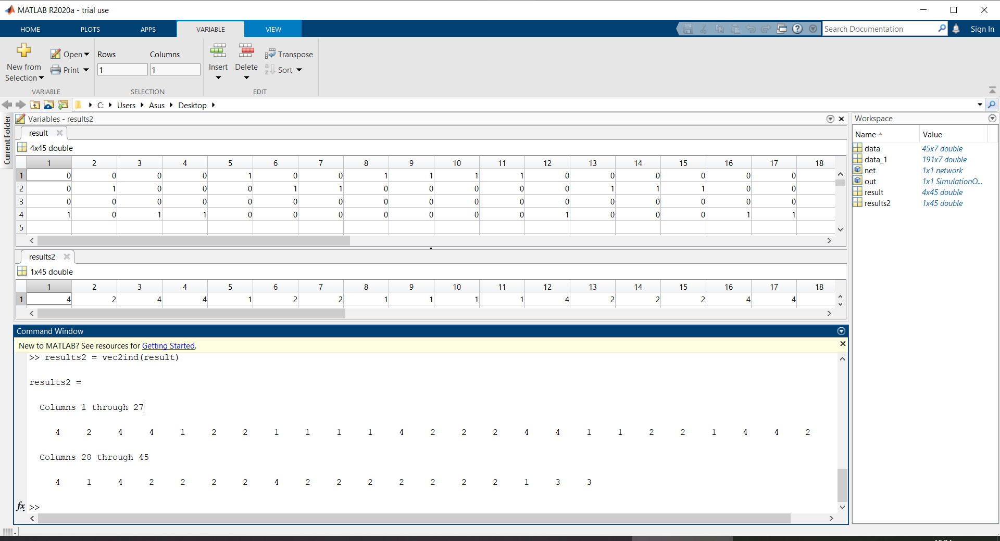 MATLAB R2020a - trial use
HOME PLOTS APPS VARIABLE VIEW Search Documentation Sign In
New from Selection Open Print Rows Columns Insert Delete Transpose Sort
1 1
VARIABLE SELECTION EDIT
C: Users Asus Desktop
Current Folder
Variables - results2
result
4x45 double
1 2 3 4 5 6 7 8 9 10 11 12 13 14 15 16 17 18
1 0 0 0 0 1 0 0 1 1 1 1 0 0 0 0 0 0
2 0 1 0 0 0 1 1 0 0 0 0 0 1 1 1 0 0
3 0 0 0 0 0 0 0 0 0 0 0 0 0 0 0 0 0
4 1 0 1 1 0 0 0 0 0 0 0 1 0 0 0 1 1
5
results2
1x45 double
1 2 3 4 5 6 7 8 9 10 11 12 13 14 15 16 17 18
1 4 2 4 4 1 2 2 1 1 1 1 4 2 2 2 4 4
Command Window
New to MATLAB? See resources for Getting Started.
>> results2 = vec2ind(result)
results2 =
Columns 1 through 27
4 2 4 4 1 2 2 1 1 1 1 4 2 2 2 4 4 1 1 2 2 1 4 4 2
Columns 28 through 45
4 1 4 2 2 2 2 4 2 2 2 2 2 2 2 1 3 3
fx >>
Workspace
Name Value
data 45x7 double
data_1 191x7 double
net 1x1 network
out 1x1 SimulationO...
result 4x45 double
results2 1x45 double